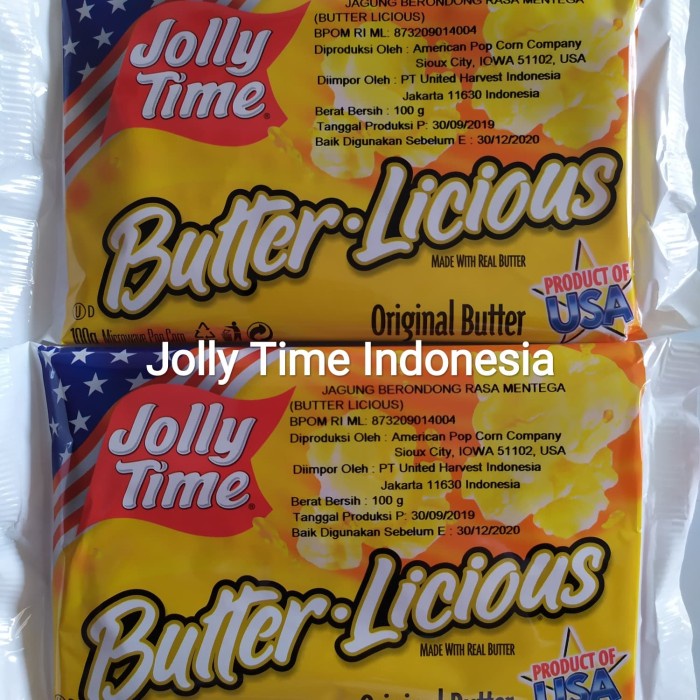 JAGUNG BERONDONG RASA MENTEGA
(BUTTER LICIOUS)
BPOM RI ML: 873209014004
Diproduksi Oleh : American Pop Corn Company
Sioux City, IOWA 51102, USA
Diimpor Oleh : PT United Harvest Indonesia
Jakarta 11630 Indonesia
Berat Bersih : 100 g
Tanggal Produksi P: 30/09/2019
Baik Digunakan Sebelum E : 30/12/2020
Jolly
Time®
Butter•Licious
MADE WITH REAL BUTTER
PRODUCT OF
USA
Original Butter
Ⓤ D
100g Microwave Pop Corn
Jolly Time Indonesia
JAGUNG BERONDONG RASA MENTEGA
(BUTTER LICIOUS)
BPOM RI ML: 873209014004
Diproduksi Oleh : American Pop Corn Company
Sioux City, IOWA 51102, USA
Diimpor Oleh : PT United Harvest Indonesia
Jakarta 11630 Indonesia
Berat Bersih : 100 g
Tanggal Produksi P: 30/09/2019
Baik Digunakan Sebelum E : 30/12/2020
Jolly
Time®
Butter•Licious
MADE WITH REAL BUTTER
PRODUCT OF
USA
Original Butter